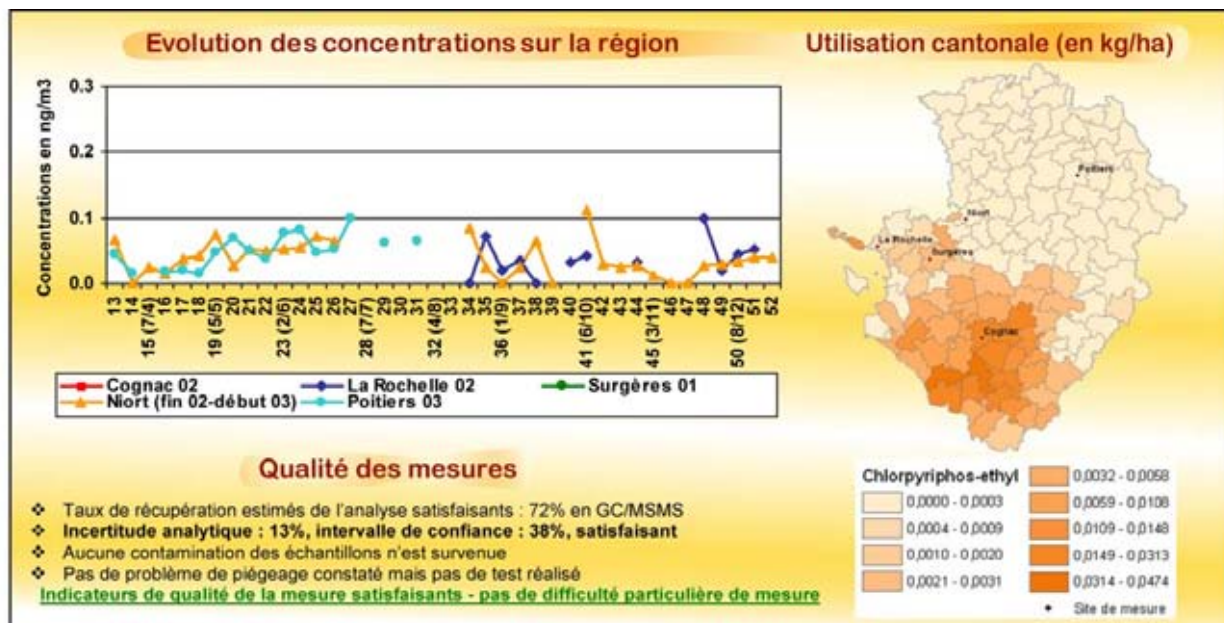 Evolution des concentrations sur la région
Utilisation cantonale (en kg/ha)
Concentrations en ng/m3
0.3
0.2
0.1
0.0
13
14
15 (7/4)
16
17
18
19 (5/5)
20
21
22
23 (2/6)
24
25
26
27
28 (7/7)
29
30
31
32 (4/8)
33
34
35
36 (1/9)
37
38
39
40
41 (6/10)
42
43
44
45 (3/11)
46
47
48
49
50 (8/12)
51
52
Cognac 02
La Rochelle 02
Surgères 01
Niort (fin 02-début 03)
Poitiers 03
Poitiers
Niort
La Rochelle
Surgères
Cognac
Qualité des mesures
❖ Taux de récupération estimés de l'analyse satisfaisants : 72% en GC/MSMS
❖ Incertitude analytique : 13%, intervalle de confiance : 38%, satisfaisant
❖ Aucune contamination des échantillons n'est survenue
❖ Pas de problème de piégeage constaté mais pas de test réalisé
Indicateurs de qualité de la mesure satisfaisants - pas de difficulté particulière de mesure
Chlorpyriphos-ethyl
0,0000 - 0,0003
0,0004 - 0,0009
0,0010 - 0,0020
0,0021 - 0,0031
0,0032 - 0,0058
0,0059 - 0,0108
0,0109 - 0,0148
0,0149 - 0,0313
0,0314 - 0,0474
Site de mesure